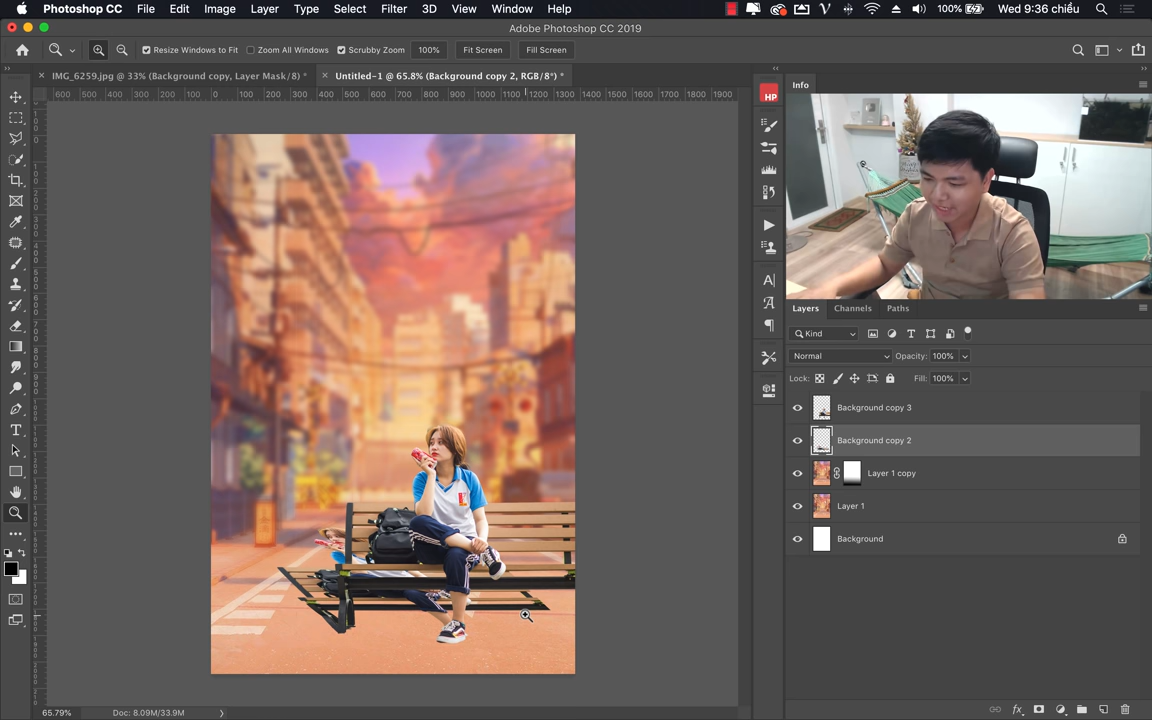 Photoshop CC File Edit Image Layer Type Select Filter 3D View Window Help 100% Wed 9:36 chiều
Adobe Photoshop CC 2019
Resize Windows to Fit Zoom All Windows Scrubby Zoom 100% Fit Screen Fill Screen
IMG_6259.jpg @ 33% (Background copy, Layer Mask/8) * Untitled-1 @ 65.8% (Background copy 2, RGB/8*) *
600 500 400 300 200 100 0 100 200 300 400 500 600 700 800 900 1000 1100 1200 1300 1400 1500 1600 1700 1800 1900
HP
Info
Layers Channels Paths
Kind
Normal Opacity: 100%
Lock: Fill: 100%
Background copy 3
Background copy 2
Layer 1 copy
Layer 1
Background
65.79% Doc: 8.09M/33.9M